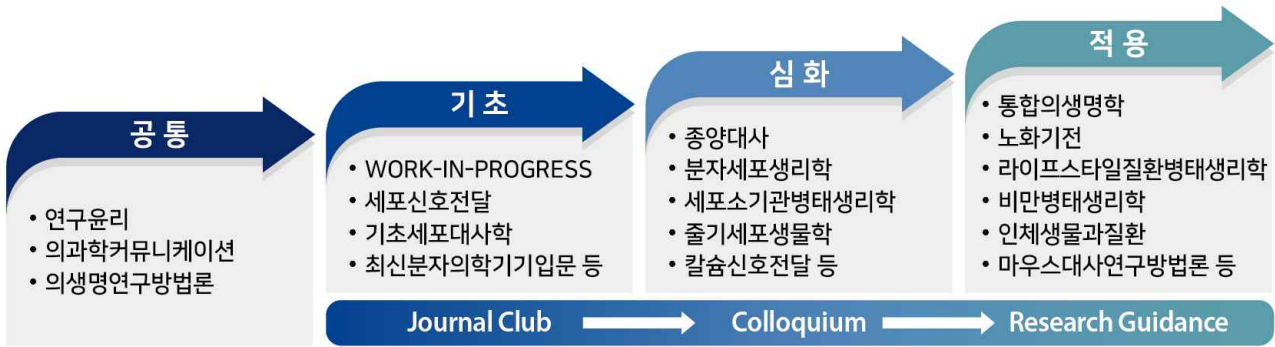 공통
• 연구윤리
• 의과학커뮤니케이션
• 의생명연구방법론
기초
• WORK-IN-PROGRESS
• 세포신호전달
• 기초세포대사학
• 최신분자의학기기입문 등
심화
• 종양대사
• 분자세포생리학
• 세포소기관병태생리학
• 줄기세포생물학
• 칼슘신호전달 등
적용
• 통합의생명학
• 노화기전
• 라이프스타일질환병태생리학
• 비만병태생리학
• 인체생물과질환
• 마우스대사연구방법론 등
Journal Club
Colloquium
Research Guidance